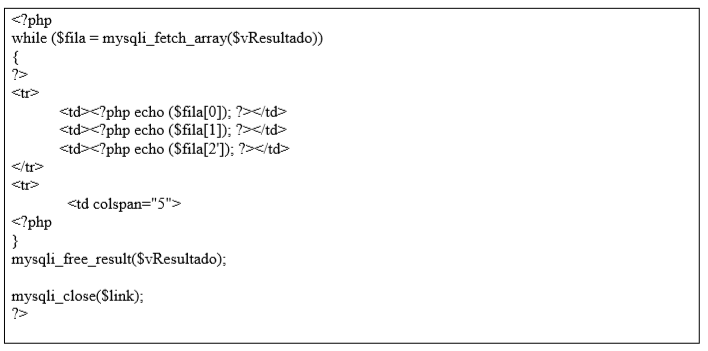 <?php
while ($fila = mysqli_fetch_array($vResultado))
{
?>
<tr>
<td><?php echo ($fila[0]); ?></td>
<td><?php echo ($fila[1]); ?></td>
<td><?php echo ($fila[2']); ?></td>
</tr>
<tr>
<td colspan="5">
<?php
}
mysqli_free_result($vResultado);
mysqli_close($link);
?>